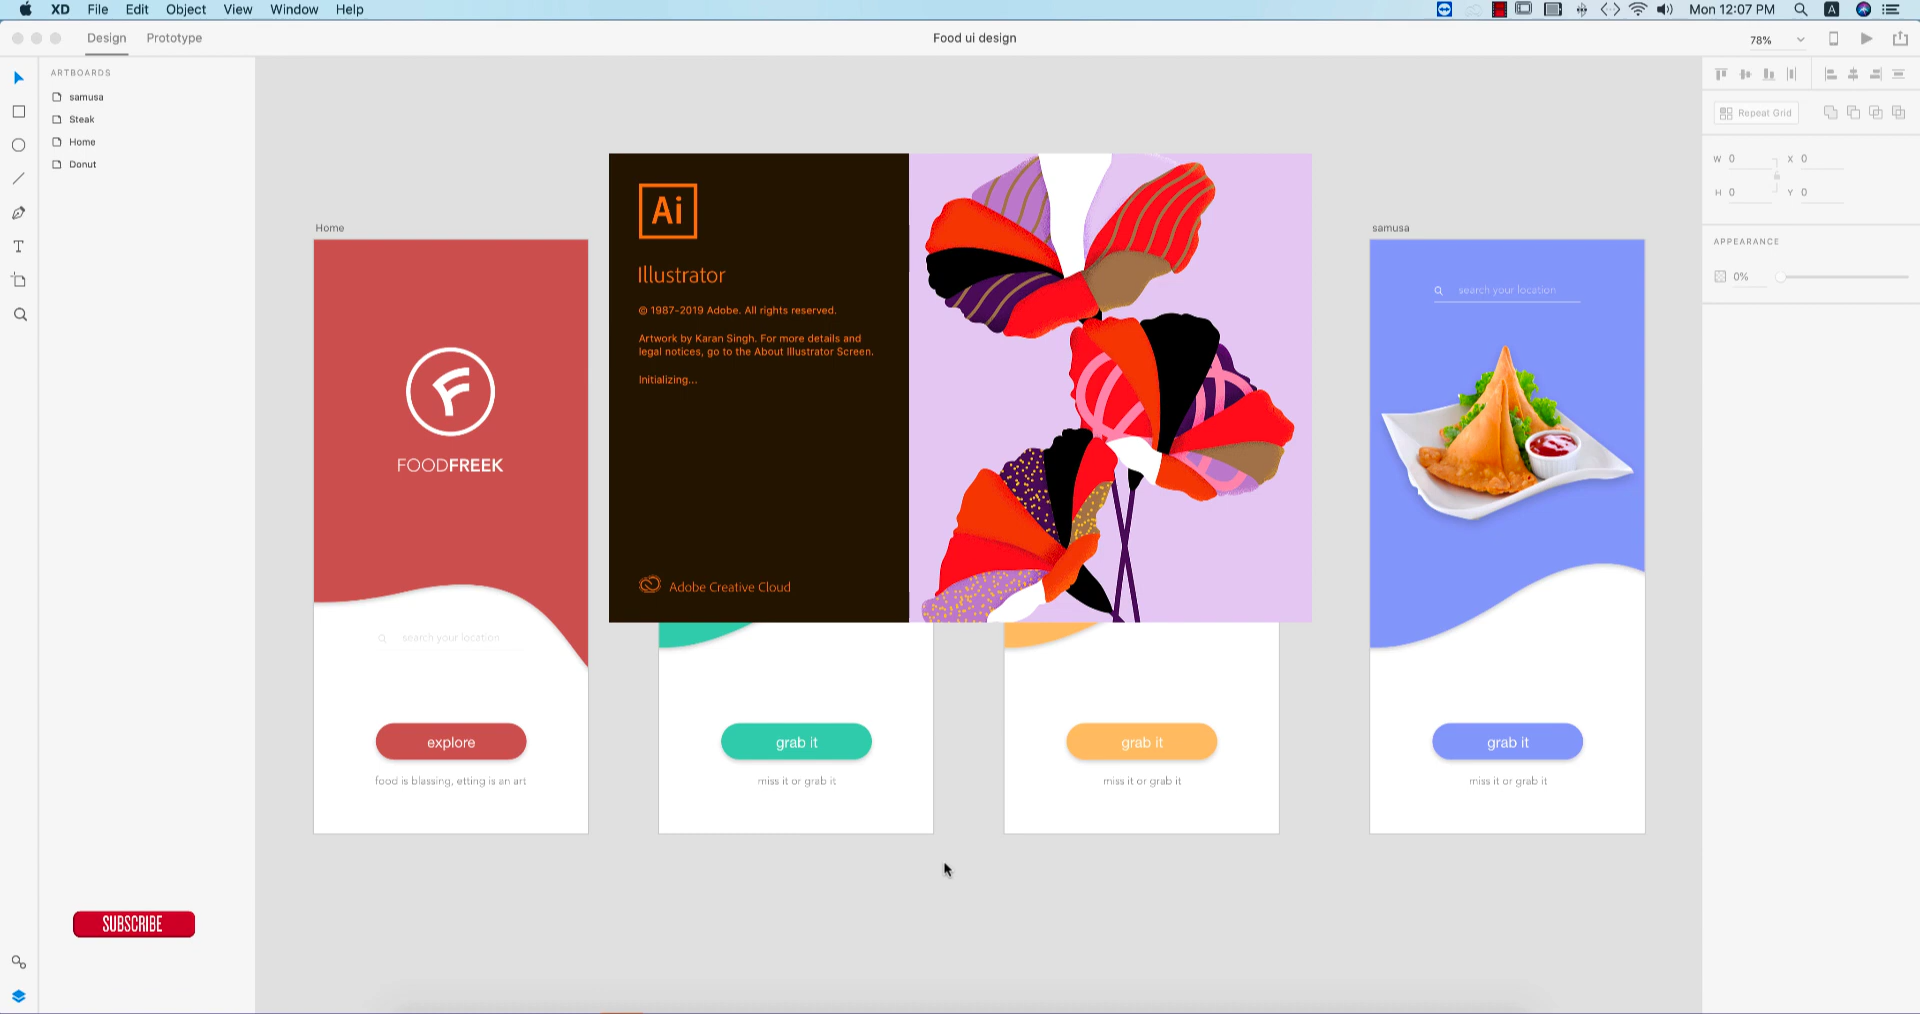 XD File Edit View Object Window Help
A
Mon 12:07 PM
Design Prototype
Food ui design
78%
ARTBOARDS
samusa
Steak
Home
Donut
Repeat Grid
W 0 X 0
H 0 Y 0
APPEARANCE
0%
Home
FOODFREEK
search your location
explore
food is blassing, etting is an art
Ai
Illustrator
© 1987-2019 Adobe. All rights reserved.
Artwork by Karan Singh. For more details and
legal notices, go to the About Illustrator Screen.
Initializing...
Adobe Creative Cloud
grab it
miss it or grab it
grab it
miss it or grab it
samusa
search your location
grab it
miss it or grab it
SUBSCRIBE